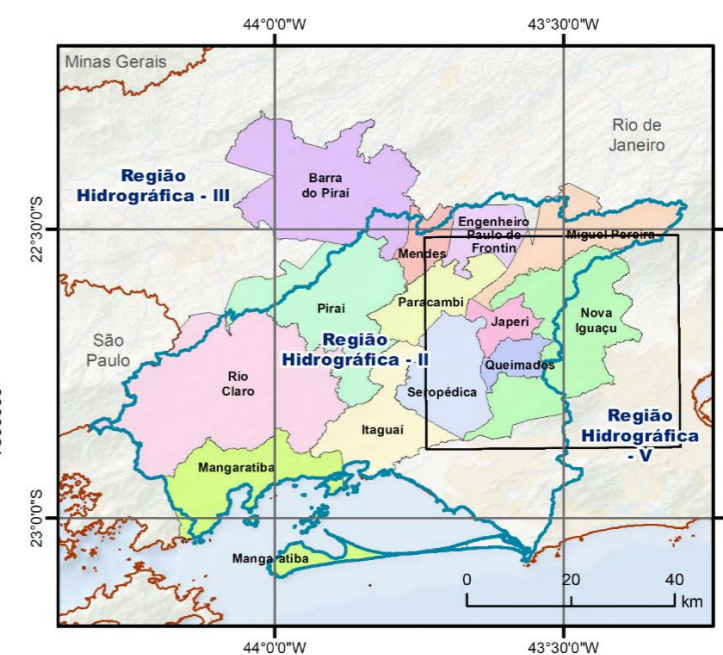 44°0'0"W
43°30'0"W
Minas Gerais
Rio de
Janeiro
Barra
do Piraí
Região
Hidrográfica - III
22°30'0"S
Engenheiro
Paulo de
Frontin
Miguel Pereira
Mendes
Paracambi
Piraí
Nova
Iguaçu
Japeri
São
Paulo
Região
Hidrográfica - II
Queimados
Rio
Claro
Seropédica
Itaguaí
Região
Hidrográfica
- V
Mangaratiba
23°0'0"S
Mangaratiba
0 20 40
km
44°0'0"W
43°30'0"W